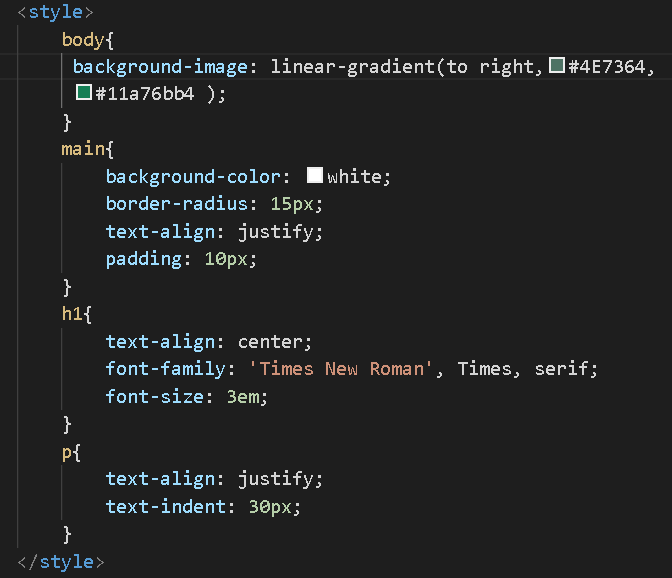 <style>
body{
background-image: linear-gradient(to right, #4E7364,
#11a76bb4 );
}
main{
background-color: white;
border-radius: 15px;
text-align: justify;
padding: 10px;
}
h1{
text-align: center;
font-family: 'Times New Roman', Times, serif;
font-size: 3em;
}
p{
text-align: justify;
text-indent: 30px;
}
</style>